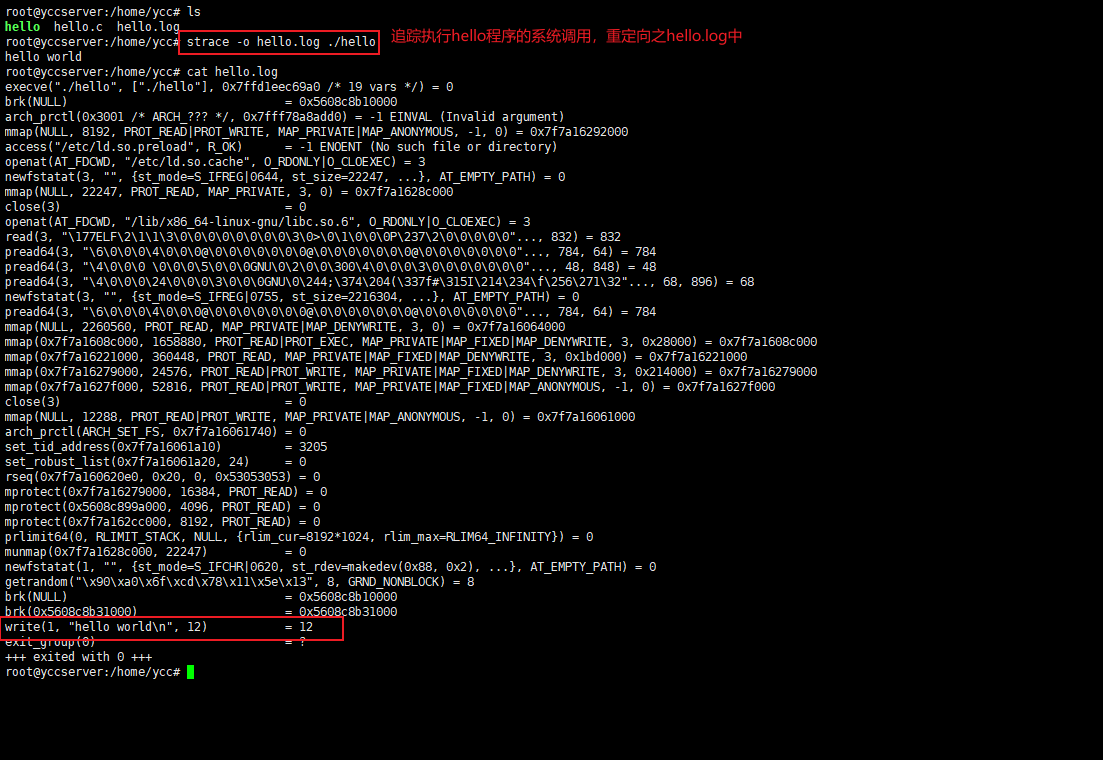 root@yccserver:/home/ycc# ls
hello  hello.c  hello.log
root@yccserver:/home/ycc# strace -o hello.log ./hello 追踪执行hello程序的系统调用，重定向之hello.log中
hello world
root@yccserver:/home/ycc# cat hello.log
execve("./hello", ["./hello"], 0x7ffd1eec69a0 /* 19 vars */) = 0
brk(NULL)                               = 0x5608c8b10000
arch_prctl(0x3001 /* ARCH_??? */, 0x7fff78a8add0) = -1 EINVAL (Invalid argument)
mmap(NULL, 8192, PROT_READ|PROT_WRITE, MAP_PRIVATE|MAP_ANONYMOUS, -1, 0) = 0x7f7a16292000
access("/etc/ld.so.preload", R_OK)      = -1 ENOENT (No such file or directory)
openat(AT_FDCWD, "/etc/ld.so.cache", O_RDONLY|O_CLOEXEC) = 3
newfstatat(3, "", {st_mode=S_IFREG|0644, st_size=22247, ...}, AT_EMPTY_PATH) = 0
mmap(NULL, 22247, PROT_READ, MAP_PRIVATE, 3, 0) = 0x7f7a1628c000
close(3)                                = 0
openat(AT_FDCWD, "/lib/x86_64-linux-gnu/libc.so.6", O_RDONLY|O_CLOEXEC) = 3
read(3, "\177ELF\2\1\1\3\0\0\0\0\0\0\0\0\3\0>\0\1\0\0\0P\237\2\0\0\0\0\0"..., 832) = 832
pread64(3, "\6\0\0\0\4\0\0\0@\0\0\0\0\0\0\0@\0\0\0\0\0\0\0@\0\0\0\0\0\0\0"..., 784, 64) = 784
pread64(3, "\4\0\0\0 \0\0\0\5\0\0\0GNU\0\2\0\0\300\4\0\0\0\3\0\0\0\0\0\0\0"..., 48, 848) = 48
pread64(3, "\4\0\0\0\24\0\0\0\3\0\0\0GNU\0\244;\374\204(\337f#\315I\214\234\f\256\271\32"..., 68, 896) = 68
newfstatat(3, "", {st_mode=S_IFREG|0755, st_size=2216304, ...}, AT_EMPTY_PATH) = 0
pread64(3, "\6\0\0\0\4\0\0\0@\0\0\0\0\0\0\0@\0\0\0\0\0\0\0@\0\0\0\0\0\0\0"..., 784, 64) = 784
mmap(NULL, 2260560, PROT_READ, MAP_PRIVATE|MAP_DENYWRITE, 3, 0) = 0x7f7a16064000
mmap(0x7f7a1608c000, 1658880, PROT_READ|PROT_EXEC, MAP_PRIVATE|MAP_FIXED|MAP_DENYWRITE, 3, 0x28000) = 0x7f7a1608c000
mmap(0x7f7a16221000, 360448, PROT_READ, MAP_PRIVATE|MAP_FIXED|MAP_DENYWRITE, 3, 0x1bd000) = 0x7f7a16221000
mmap(0x7f7a16279000, 24576, PROT_READ|PROT_WRITE, MAP_PRIVATE|MAP_FIXED|MAP_DENYWRITE, 3, 0x214000) = 0x7f7a16279000
mmap(0x7f7a1627f000, 52816, PROT_READ|PROT_WRITE, MAP_PRIVATE|MAP_FIXED|MAP_ANONYMOUS, -1, 0) = 0x7f7a1627f000
close(3)                                = 0
mmap(NULL, 12288, PROT_READ|PROT_WRITE, MAP_PRIVATE|MAP_ANONYMOUS, -1, 0) = 0x7f7a16061000
arch_prctl(ARCH_SET_FS, 0x7f7a16061740) = 0
set_tid_address(0x7f7a16061a10)         = 3205
set_robust_list(0x7f7a16061a20, 24)     = 0
rseq(0x7f7a160620e0, 0x20, 0, 0x53053053) = 0
mprotect(0x7f7a16279000, 16384, PROT_READ) = 0
mprotect(0x5608c899a000, 4096, PROT_READ) = 0
mprotect(0x7f7a162cc000, 8192, PROT_READ) = 0
prlimit64(0, RLIMIT_STACK, NULL, {rlim_cur=8192*1024, rlim_max=RLIM64_INFINITY}) = 0
munmap(0x7f7a1628c000, 22247)           = 0
newfstatat(1, "", {st_mode=S_IFCHR|0620, st_rdev=makedev(0x88, 0x2), ...}, AT_EMPTY_PATH) = 0
getrandom("\x90\xa0\x6f\xcd\x78\x11\x5e\x13", 8, GRND_NONBLOCK) = 8
brk(NULL)                               = 0x5608c8b10000
brk(0x5608c8b31000)                     = 0x5608c8b31000
write(1, "hello world\n", 12)           = 12
exit_group(0)                           = ?
+++ exited with 0 +++
root@yccserver:/home/ycc#